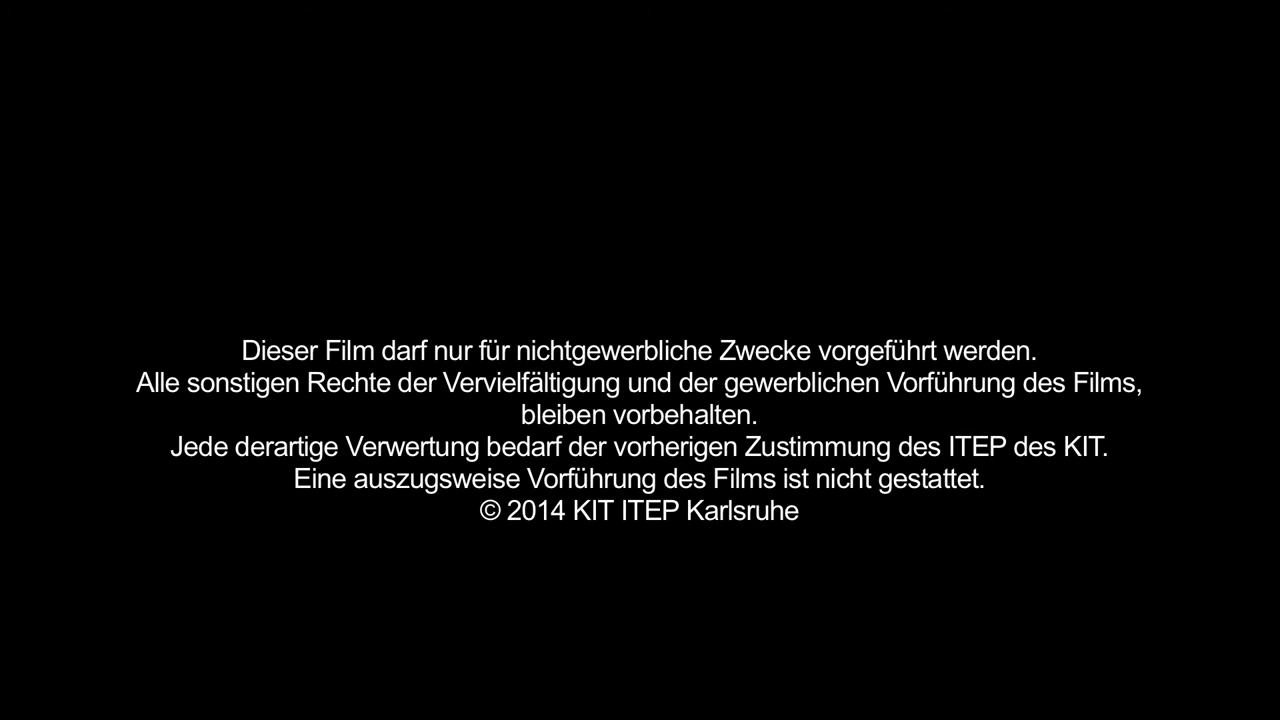 Dieser Film darf nur für nichtgewerbliche Zwecke vorgeführt werden.
Alle sonstigen Rechte der Vervielfältigung und der gewerblichen Vorführung des Films,
bleiben vorbehalten.
Jede derartige Verwertung bedarf der vorherigen Zustimmung des ITEP des KIT.
Eine auszugsweise Vorführung des Films ist nicht gestattet.
© 2014 KIT ITEP Karlsruhe